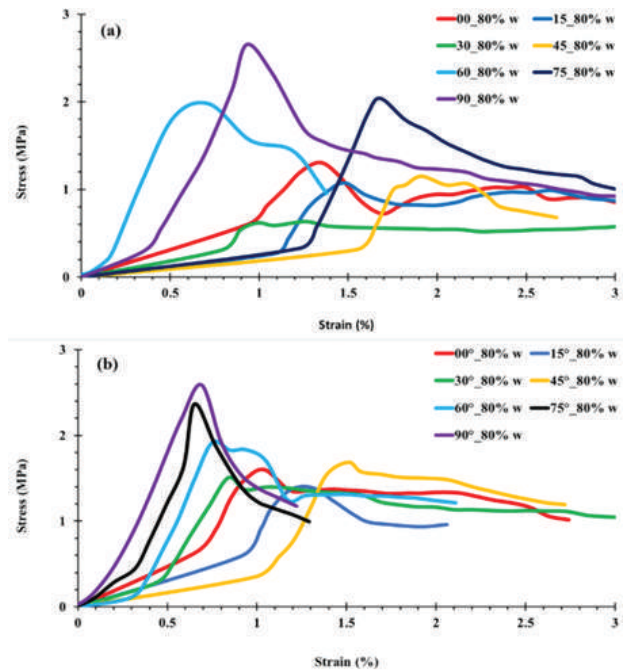 (a)
00_80% w
15_80% w
30_80% w
45_80% w
60_80% w
75_80% w
90_80% w
3
2
1
0
Stress (MPa)
0 0.5 1 1.5 2 2.5 3
Strain (%)
(b)
00°_80% w
15°_80% w
30°_80% w
45°_80% w
60°_80% w
75°_80% w
90°_80% w
3
2
1
0
Stress (MPa)
0 0.5 1 1.5 2 2.5 3
Strain (%)